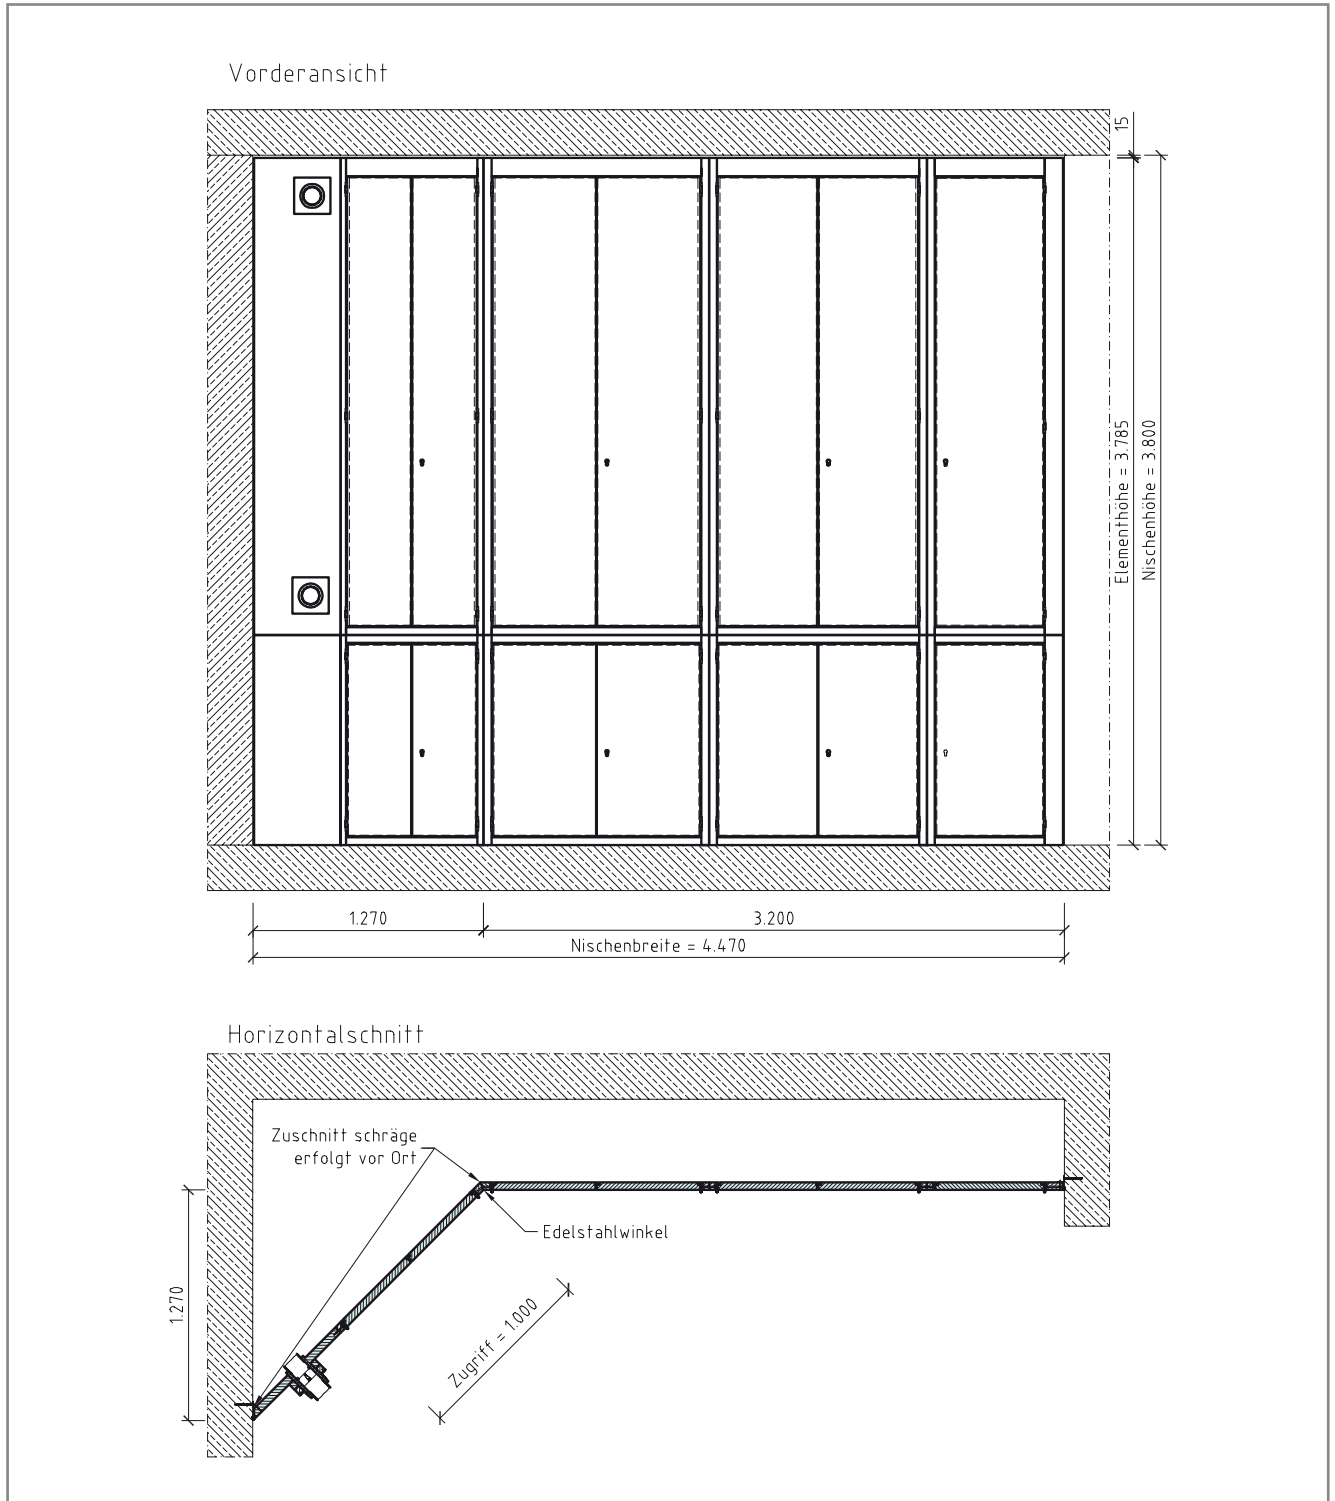 Vorderansicht
15
Elementhöhe = 3.785
Nischenhöhe = 3.800
1.270
3.200
Nischenbreite = 4.470
Horizontalschnitt
Zuschnitt schräge
erfolgt vor Ort
Edelstahlwinkel
1.270
Zugriff = 1.000